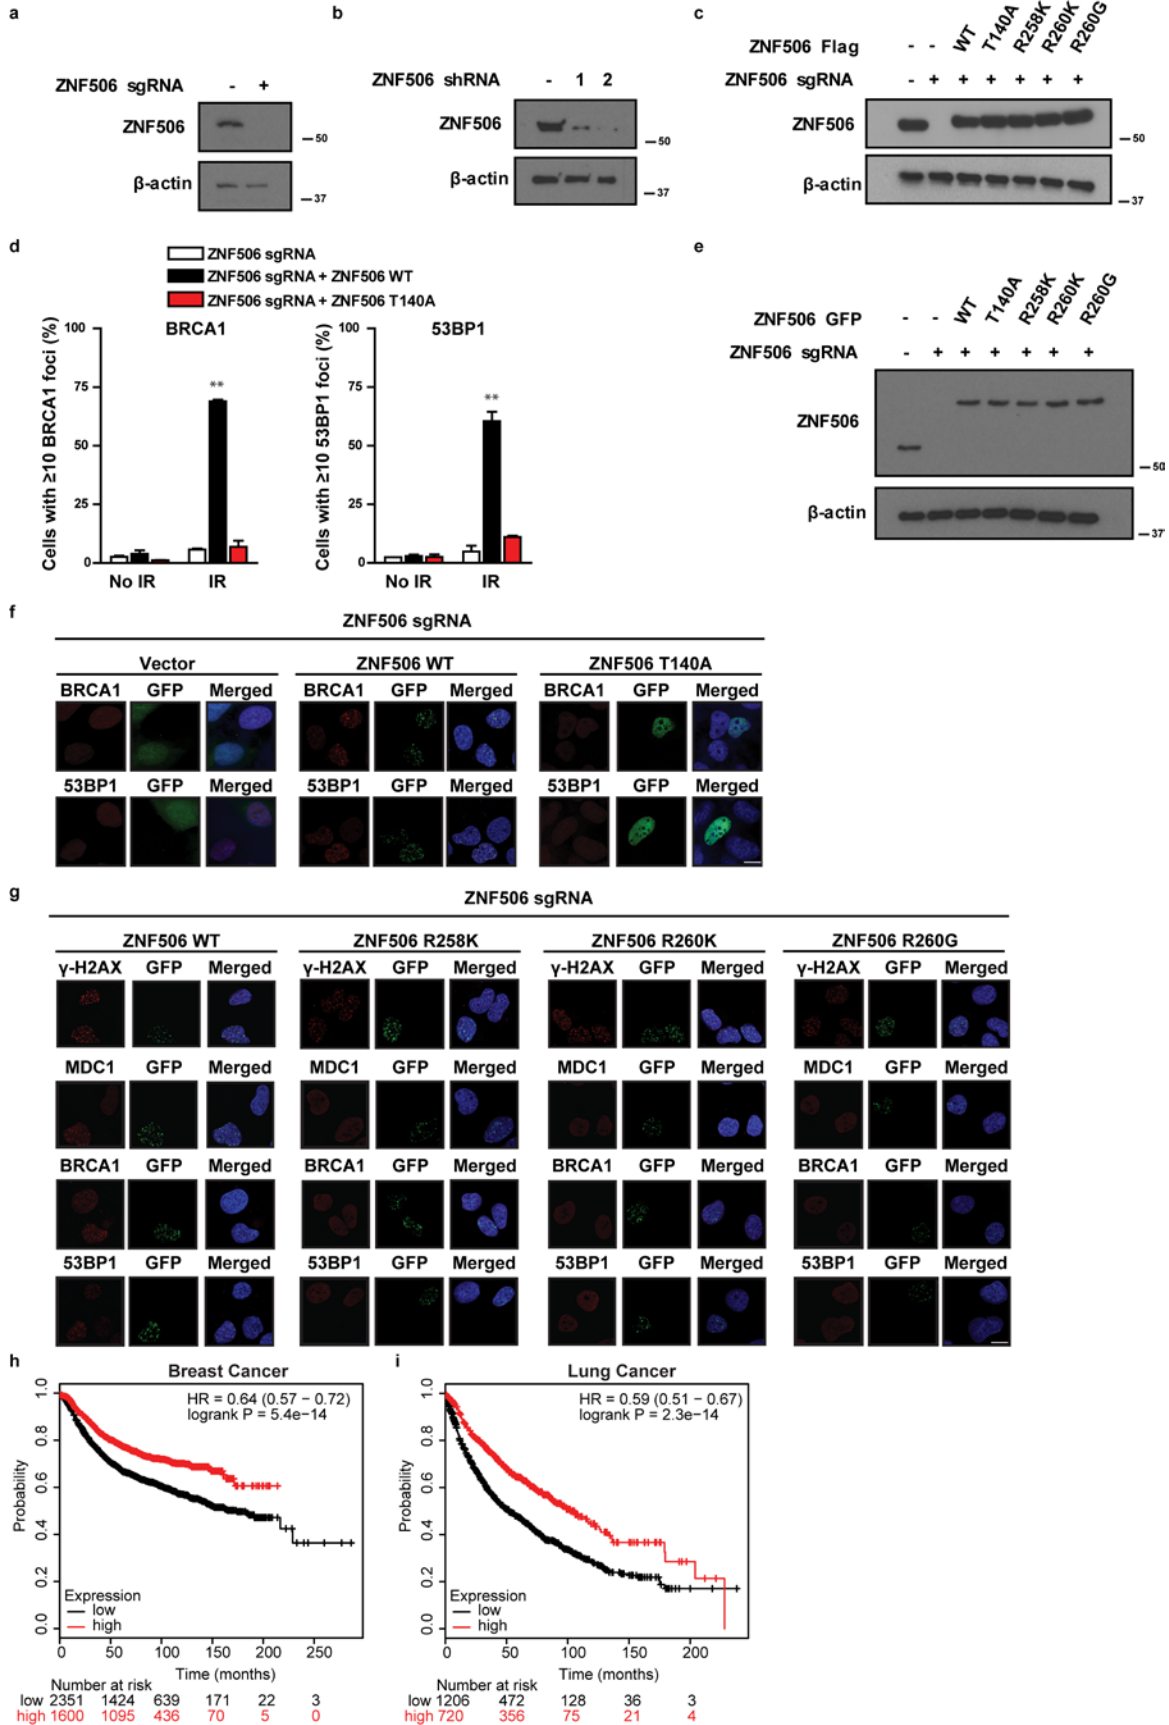 a
ZNF506 sgRNA - +
ZNF506
50
β-actin
37
b
ZNF506 shRNA - 1 2
ZNF506
50
β-actin
37
c
ZNF506 Flag - - WT T140A R258K R260K R260G
ZNF506 sgRNA - + + + + + +
ZNF506
50
β-actin
37
d
ZNF506 sgRNA
ZNF506 sgRNA + ZNF506 WT
ZNF506 sgRNA + ZNF506 T140A
BRCA1
Cells with ≥10 BRCA1 foci (%)
100
75
50
25
0
**
No IR IR
53BP1
Cells with ≥10 53BP1 foci (%)
100
75
50
25
0
**
No IR IR
e
ZNF506 GFP - - WT T140A R258K R260K R260G
ZNF506 sgRNA - + + + + + +
ZNF506
50
β-actin
37
f
ZNF506 sgRNA
Vector ZNF506 WT ZNF506 T140A
BRCA1 GFP Merged BRCA1 GFP Merged BRCA1 GFP Merged
53BP1 GFP Merged 53BP1 GFP Merged 53BP1 GFP Merged
g
ZNF506 sgRNA
ZNF506 WT ZNF506 R258K ZNF506 R260K ZNF506 R260G
γ-H2AX GFP Merged γ-H2AX GFP Merged γ-H2AX GFP Merged γ-H2AX GFP Merged
MDC1 GFP Merged MDC1 GFP Merged MDC1 GFP Merged MDC1 GFP Merged
BRCA1 GFP Merged BRCA1 GFP Merged BRCA1 GFP Merged BRCA1 GFP Merged
53BP1 GFP Merged 53BP1 GFP Merged 53BP1 GFP Merged 53BP1 GFP Merged
h
Breast Cancer
HR = 0.64 (0.57 − 0.72)
logrank P = 5.4e−14
Probability
1.0
0.8
0.6
0.4
0.2
0.0
Expression
low
high
0 50 100 150 200 250
Time (months)
Number at risk
low 2351 1424 639 171 22 3
high 1600 1095 436 70 5 0
i
Lung Cancer
HR = 0.59 (0.51 − 0.67)
logrank P = 2.3e−14
Probability
1.0
0.8
0.6
0.4
0.2
0.0
Expression
low
high
0 50 100 150 200
Time (months)
Number at risk
low 1206 472 128 36 3
high 720 356 75 21 4